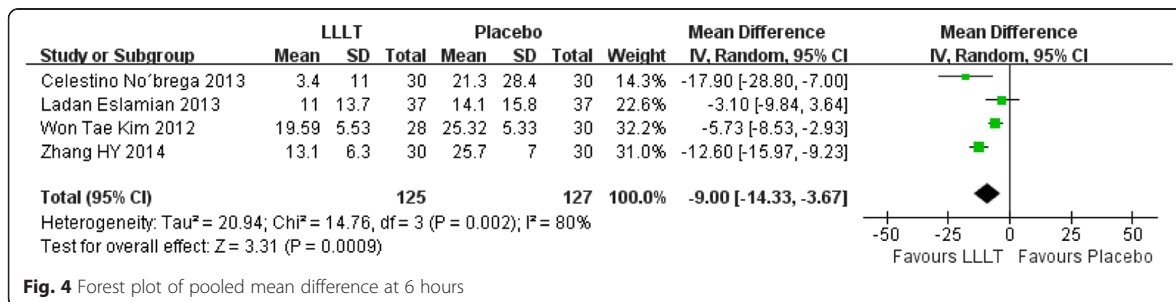 LLLT Placebo Mean Difference Mean Difference
Study or Subgroup Mean SD Total Mean SD Total Weight IV, Random, 95% CI IV, Random, 95% CI
Celestino No´brega 2013 3.4 11 30 21.3 28.4 30 14.3% -17.90 [-28.80, -7.00]
Ladan Eslamian 2013 11 13.7 37 14.1 15.8 37 22.6% -3.10 [-9.84, 3.64]
Won Tae Kim 2012 19.59 5.53 28 25.32 5.33 30 32.2% -5.73 [-8.53, -2.93]
Zhang HY 2014 13.1 6.3 30 25.7 7 30 31.0% -12.60 [-15.97, -9.23]
Total (95% CI) 125 127 100.0% -9.00 [-14.33, -3.67]
Heterogeneity: Tau² = 20.94; Chi² = 14.76, df = 3 (P = 0.002); I² = 80%
Test for overall effect: Z = 3.31 (P = 0.0009)
-50 -25 0 25 50
Favours LLLT Favours Placebo
Fig. 4 Forest plot of pooled mean difference at 6 hours